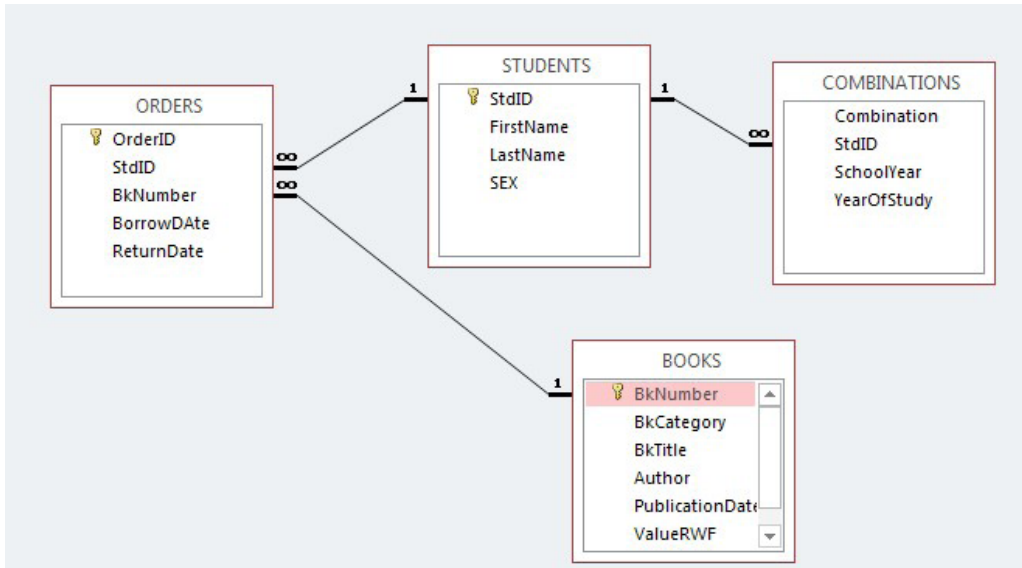 ORDERS
OrderID
StdID
BkNumber
BorrowDAte
ReturnDate
∞
∞
1
STUDENTS
StdID
FirstName
LastName
SEX
1
∞
COMBINATIONS
Combination
StdID
SchoolYear
YearOfStudy
1
BOOKS
BkNumber
BkCategory
BkTitle
Author
PublicationDate
ValueRWF